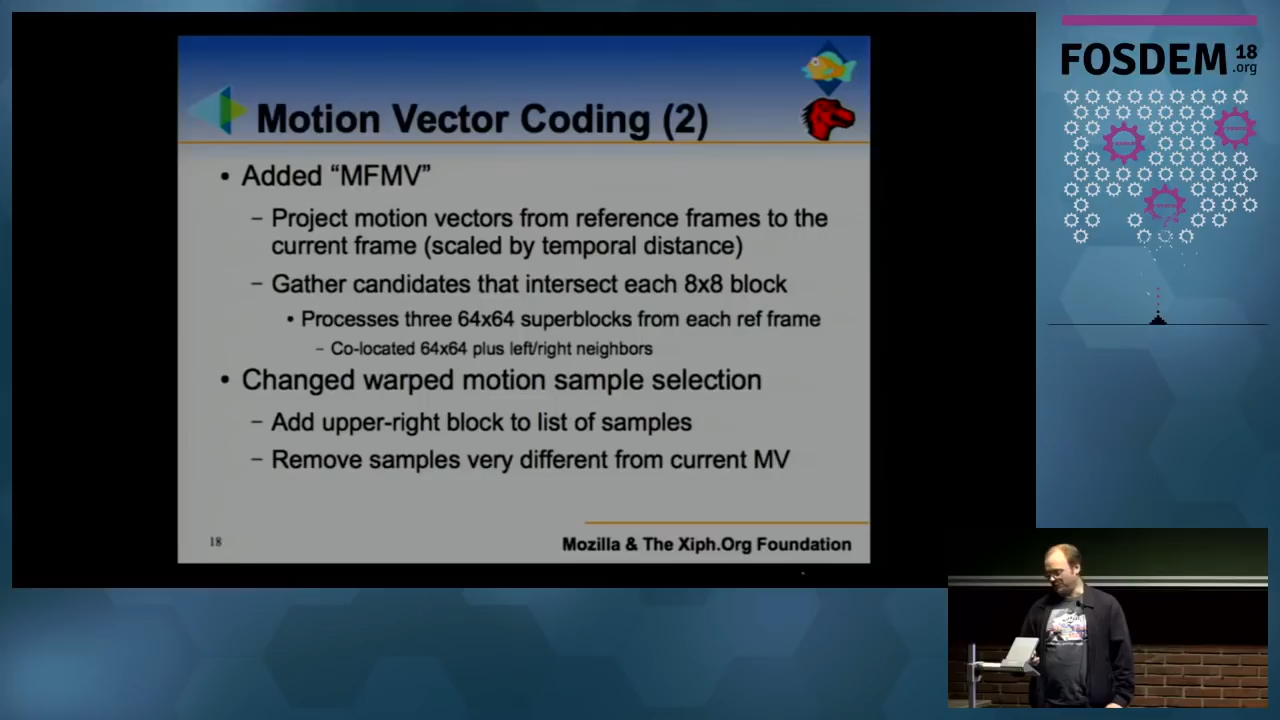 FOSDEM 18
.org
Motion Vector Coding (2)
• Added “MFMV”
– Project motion vectors from reference frames to the
current frame (scaled by temporal distance)
– Gather candidates that intersect each 8x8 block
• Processes three 64x64 superblocks from each ref frame
– Co-located 64x64 plus left/right neighbors
• Changed warped motion sample selection
– Add upper-right block to list of samples
– Remove samples very different from current MV
18
Mozilla & The Xiph.Org Foundation